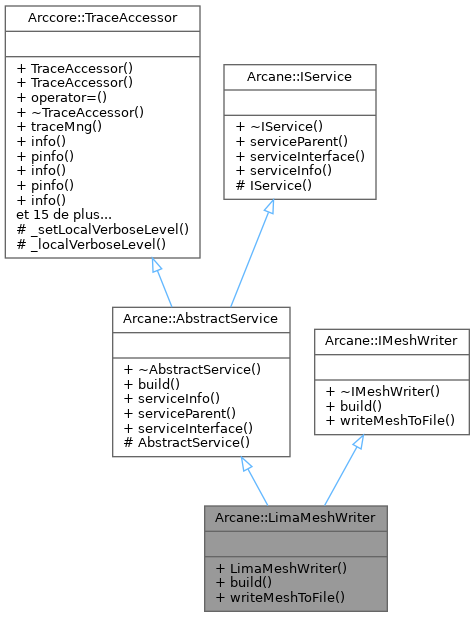 Arccore::TraceAccessor
+ TraceAccessor()
+ TraceAccessor()
+ operator=()
+ ~TraceAccessor()
+ traceMng()
+ info()
+ pinfo()
+ info()
+ pinfo()
+ info()
et 15 de plus...
# _setLocalVerboseLevel()
# _localVerboseLevel()
Arcane::IService
+ ~IService()
+ serviceParent()
+ serviceInterface()
+ serviceInfo()
# IService()
Arcane::AbstractService
+ ~AbstractService()
+ build()
+ serviceInfo()
+ serviceParent()
+ serviceInterface()
# AbstractService()
Arcane::IMeshWriter
+ ~IMeshWriter()
+ build()
+ writeMeshToFile()
Arcane::LimaMeshWriter
+ LimaMeshWriter()
+ build()
+ writeMeshToFile()